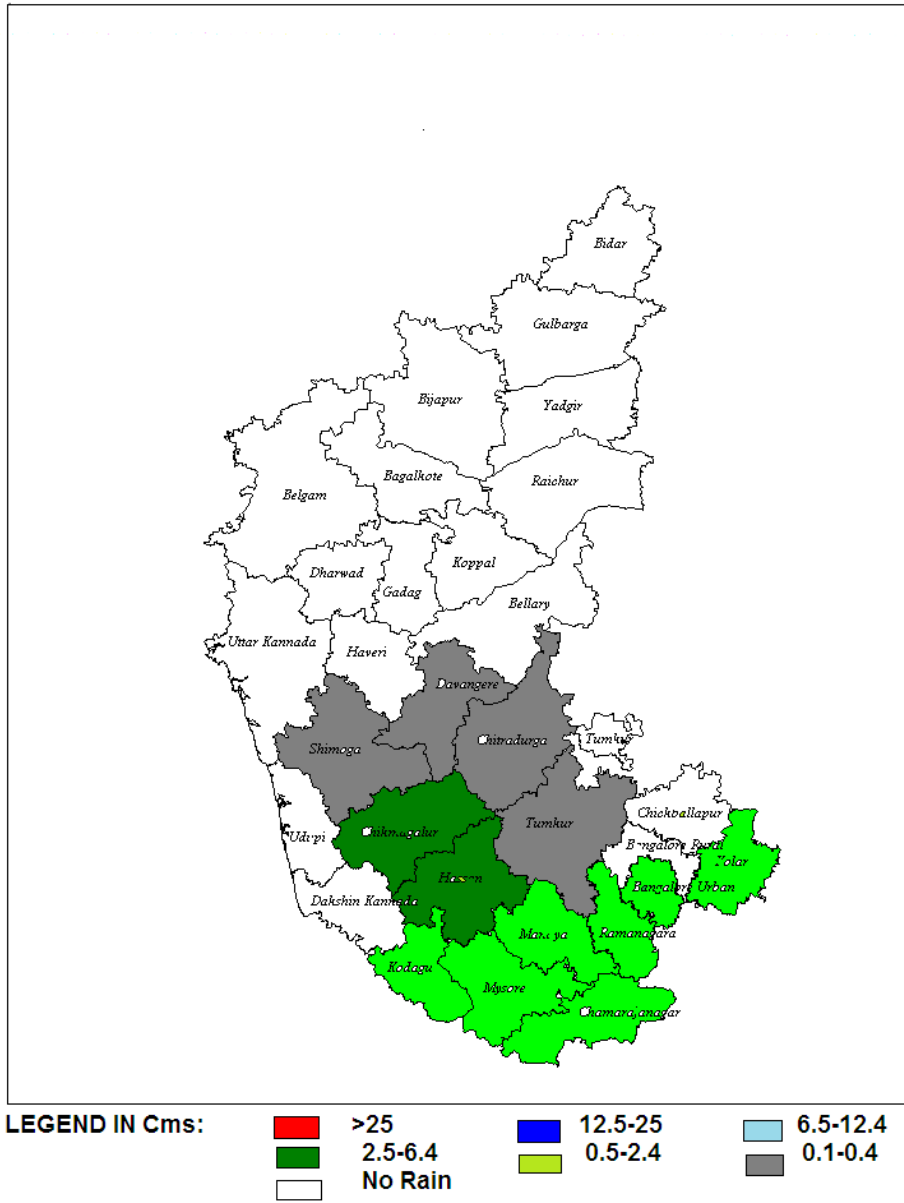 Bidar
Gulbarga
Bijapur
Yadgir
Bagalkote
Raichur
Belgam
Koppal
Dharwad
Gadag
Bellary
Uttar Kannada
Haveri
Davangere
Shimoga
Chitradurga
Tumkur
Chickballapur
Tumkur
Udipi
Chikmagalur
Bangalore Rural
Kolar
Hassan
Bangalore Urban
Dakshin Kannada
Mandya
Ramanagara
Kodagu
Mysore
Chamarajanagar
LEGEND IN Cms: >25 12.5-25 6.5-12.4
2.5-6.4 0.5-2.4 0.1-0.4
No Rain